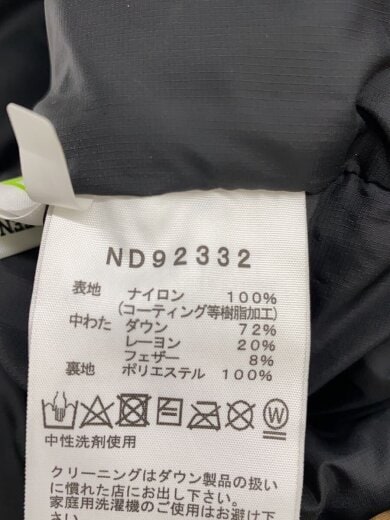 ND92332
表地 ナイロン 100%
(コーティング等樹脂加工)
中わた ダウン 72%
レーヨン 20%
フェザー 8%
裏地 ポリエステル 100%
W
中性洗剤使用
クリーニングはダウン製品の扱い
に慣れた店にお出し下さい。
家庭用洗濯機のご使用はお避け下
さい。